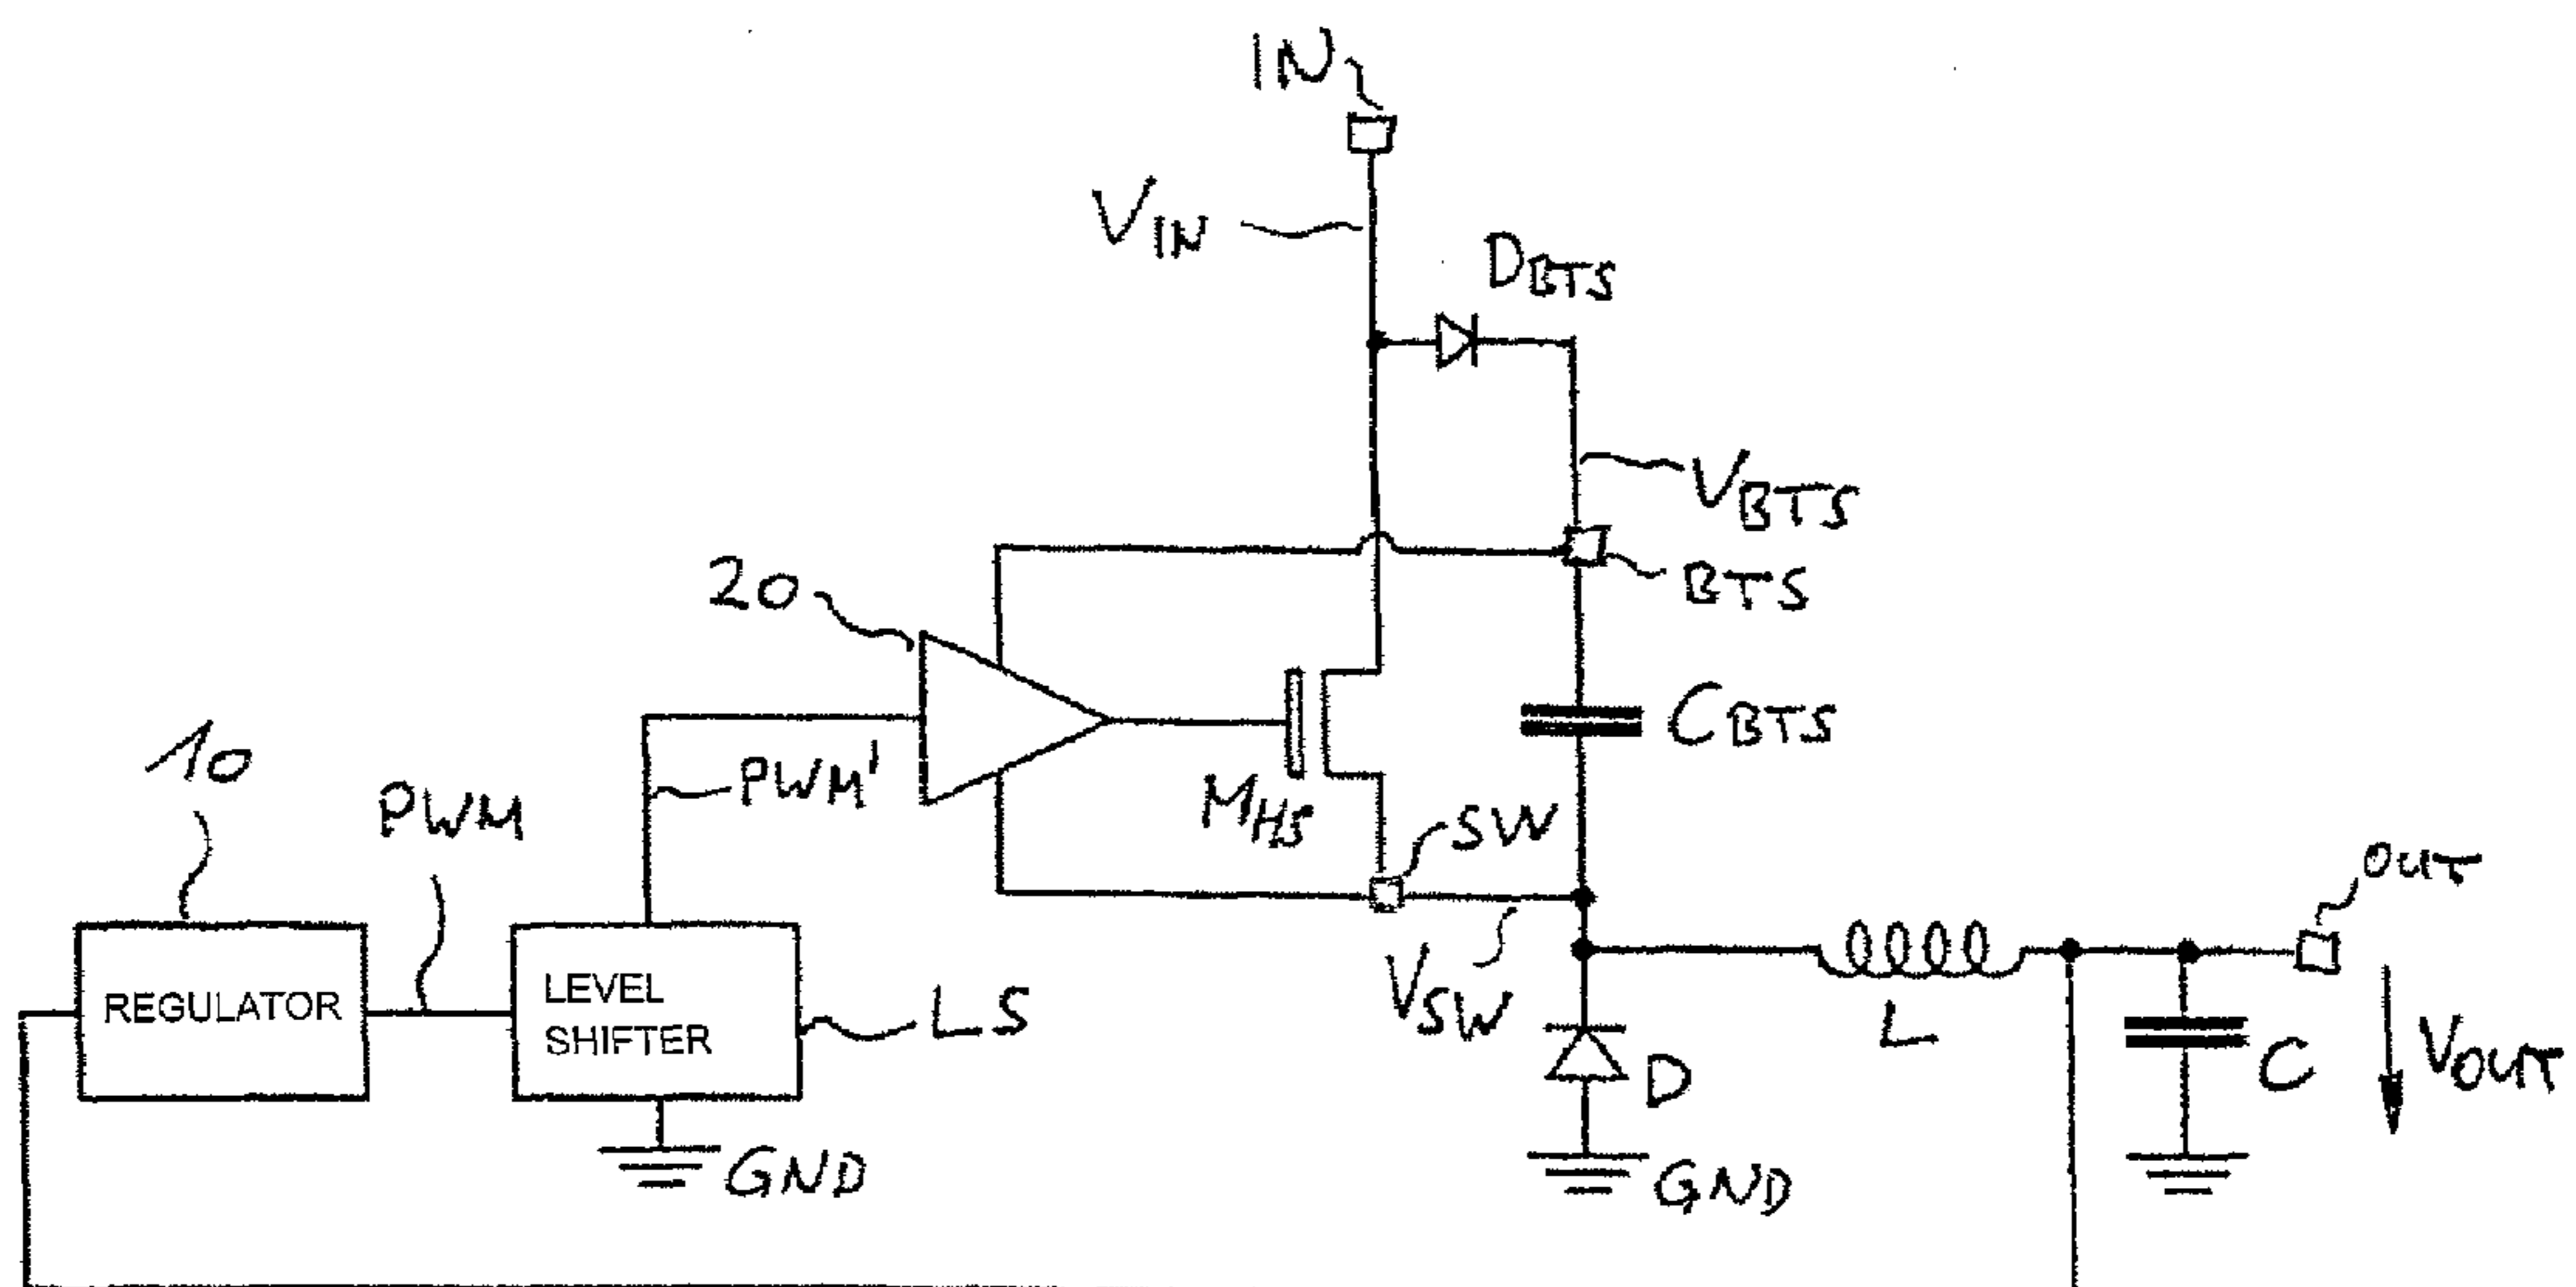 IN
VIN
DBTS
VBTS
BTS
20
CBTS
10
PWM
PWM'
MHS
SW
OUT
REGULATOR
LEVEL
SHIFTER
LS
VSW
L
D
C
VOUT
GND
GND